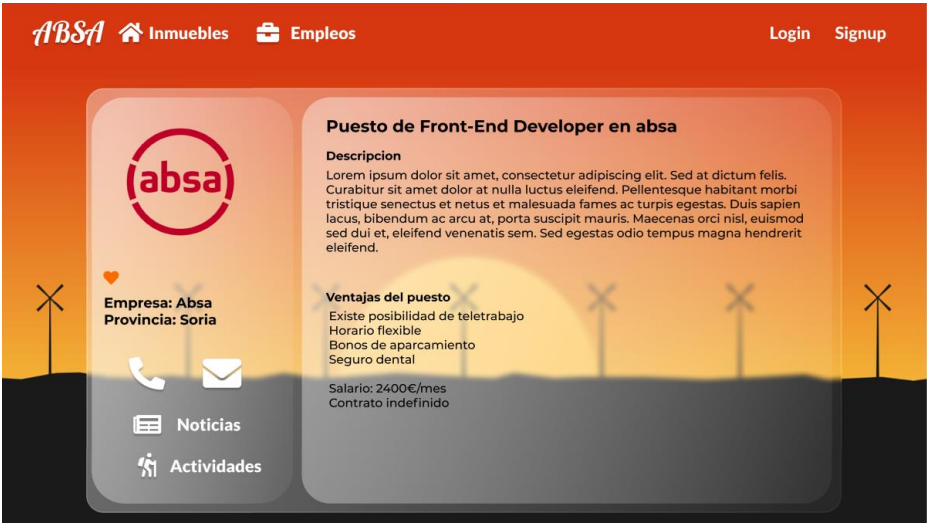 ABSA Inmuebles Empleos Login Signup
absa
Empresa: Absa
Provincia: Soria
Noticias
Actividades
Puesto de Front-End Developer en absa
Descripcion
Lorem ipsum dolor sit amet, consectetur adipiscing elit. Sed at dictum felis.
Curabitur sit amet dolor at nulla luctus eleifend. Pellentesque habitant morbi
tristique senectus et netus et malesuada fames ac turpis egestas. Duis sapien
lacus, bibendum ac arcu at, porta suscipit mauris. Maecenas orci nisl, euismod
sed dui et, eleifend venenatis sem. Sed egestas odio tempus magna hendrerit
eleifend.
Ventajas del puesto
Existe posibilidad de teletrabajo
Horario flexible
Bonos de aparcamiento
Seguro dental
Salario: 2400€/mes
Contrato indefinido